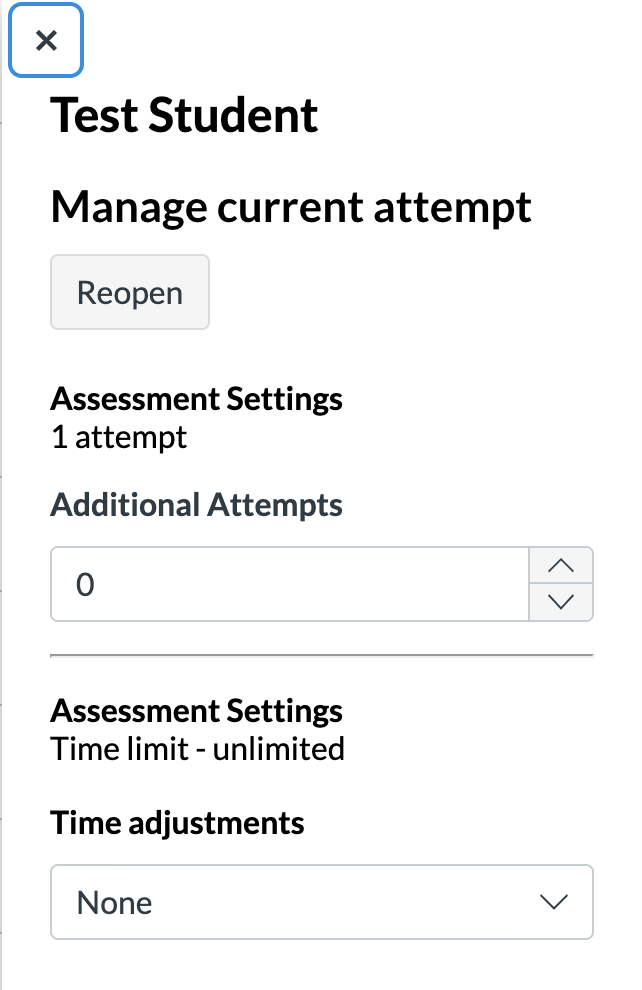 Test Student
Manage current attempt
Reopen
Assessment Settings
1 attempt
Additional Attempts
0
Assessment Settings
Time limit - unlimited
Time adjustments
None